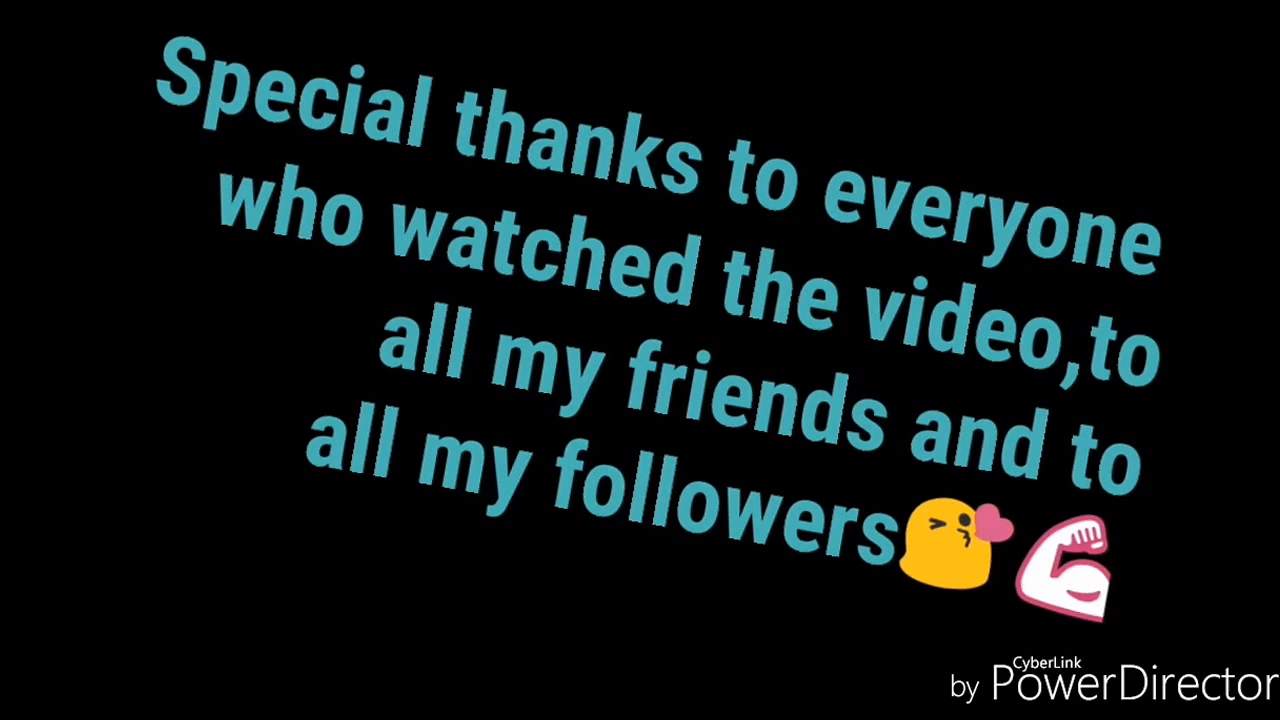 Special thanks to everyone
who watched the video,to
all my friends and to
all my followers😘💪
CyberLink
by PowerDirector